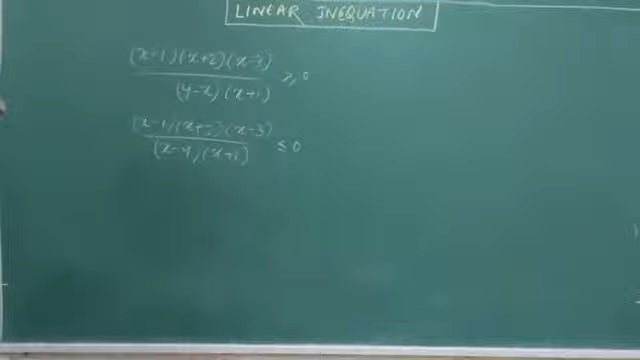 LINEAR INEQUATION
(x-1)(x+2)(x-3)
(4-x)(x+1) ≥ 0
(x-1)(x+2)(x-3)
(x-4)(x+1) ≤ 0